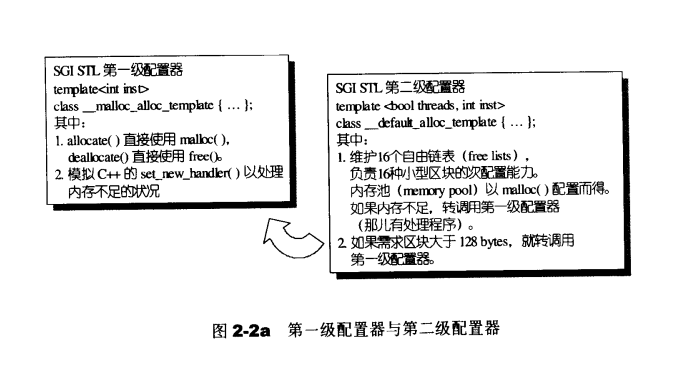 SGI STL 第一级配置器
template<int inst>
class __malloc_alloc_template { … };
其中：
1. allocate( ) 直接使用 malloc( ),
deallocate() 直接使用 free()。
2. 模拟 C++ 的 set_new_handler( ) 以处理
内存不足的状况
SGI STL 第二级配置器
template <bool threads, int inst>
class __default_alloc_template { … };
其中：
1. 维护16个自由链表（free lists），
负责16种小型区块的次配置能力。
内存池（memory pool）以 malloc( ) 配置而得。
如果内存不足，转调用第一级配置器
（那儿有处理程序）。
2. 如果需求区块大于 128 bytes，就转调用
第一级配置器。
图 2-2a 第一级配置器与第二级配置器